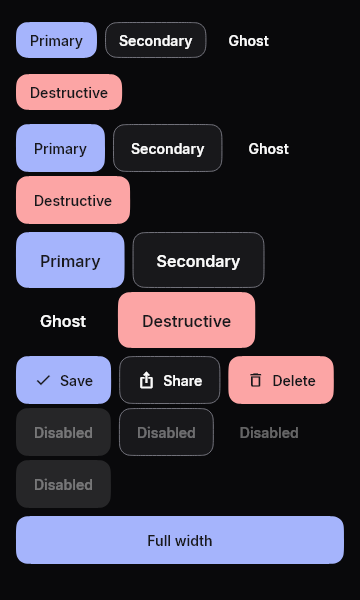 Primary Secondary Ghost
Destructive
Primary Secondary Ghost
Destructive
Primary Secondary
Ghost Destructive
Save Share Delete
Disabled Disabled Disabled
Disabled
Full width